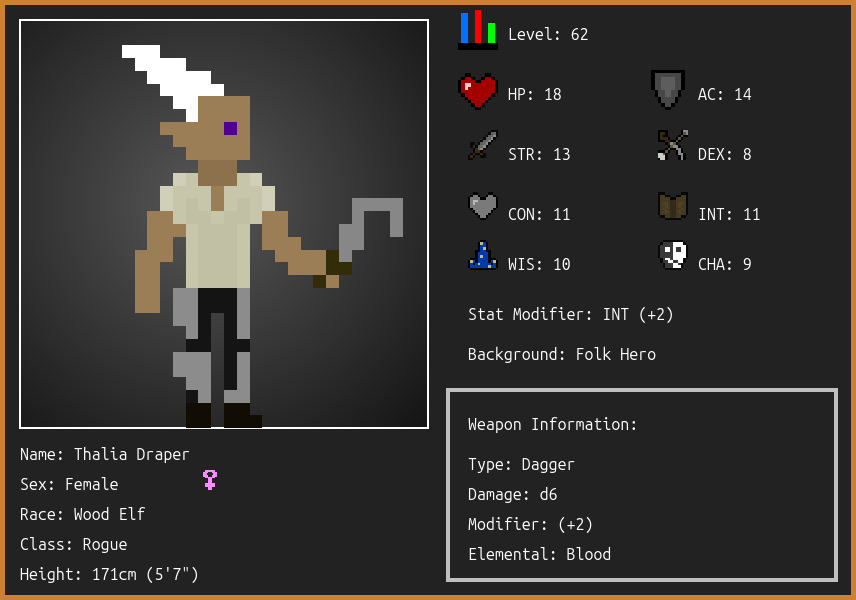 Level: 62
HP: 18
AC: 14
STR: 13
DEX: 8
CON: 11
INT: 11
WIS: 10
CHA: 9
Stat Modifier: INT (+2)
Background: Folk Hero
Weapon Information:
Type: Dagger
Damage: d6
Modifier: (+2)
Elemental: Blood
Name: Thalia Draper
Sex: Female
Race: Wood Elf
Class: Rogue
Height: 171cm (5'7")